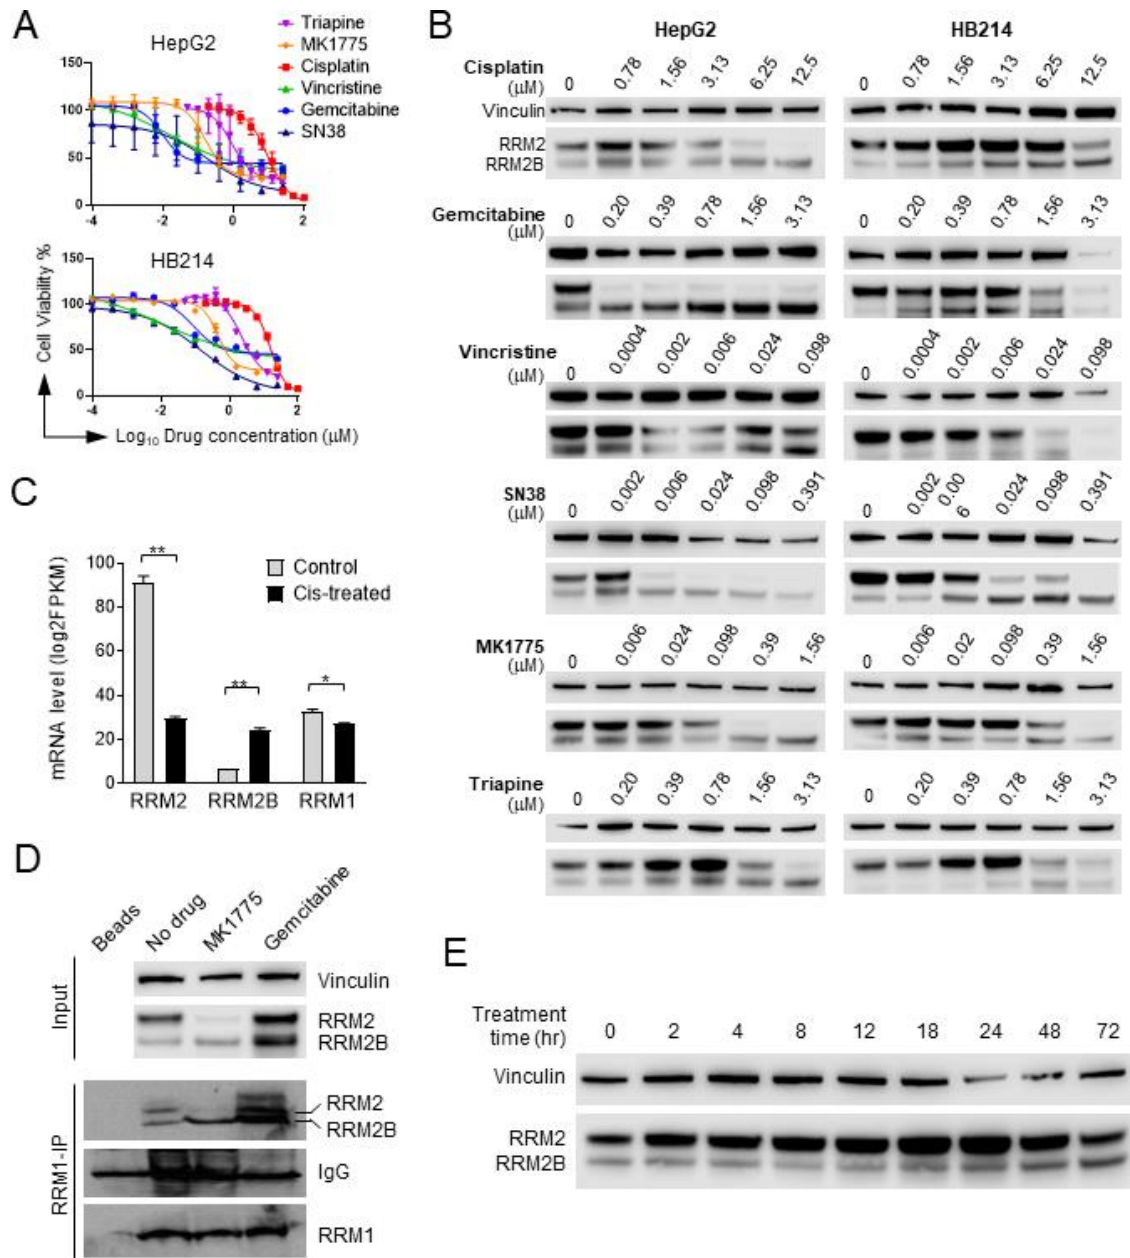 A
HepG2
Triapine
MK1775
Cisplatin
Vincristine
Gemcitabine
SN38
150
100
50
0
-4 -2 0 2
HB214
150
100
50
0
-4 -2 0 2
Cell Viability %
Log10 Drug concentration (μM)
B
HepG2 HB214
Cisplatin (μM) 0 0.78 1.56 3.13 6.25 12.5 0 0.78 1.56 3.13 6.25 12.5
Vinculin
RRM2
RRM2B
Gemcitabine (μM) 0 0.20 0.39 0.78 1.56 3.13 0 0.20 0.39 0.78 1.56 3.13
Vincristine (μM) 0 0.0004 0.002 0.006 0.024 0.098 0 0.0004 0.002 0.006 0.024 0.098
SN38 (μM) 0 0.002 0.006 0.024 0.098 0.391 0 0.002 0.00 6 0.024 0.098 0.391
MK1775 (μM) 0 0.006 0.024 0.098 0.39 1.56 0 0.006 0.02 0.098 0.39 1.56
Triapine (μM) 0 0.20 0.39 0.78 1.56 3.13 0 0.20 0.39 0.78 1.56 3.13
C
mRNA level (log2FPKM)
100
80
60
40
20
0
** ** *
Control
Cis-treated
RRM2 RRM2B RRM1
D
Beads No drug MK1775 Gemcitabine
Input
Vinculin
RRM2
RRM2B
RRM1-IP
RRM2
RRM2B
IgG
RRM1
E
Treatment
time (hr) 0 2 4 8 12 18 24 48 72
Vinculin
RRM2
RRM2B